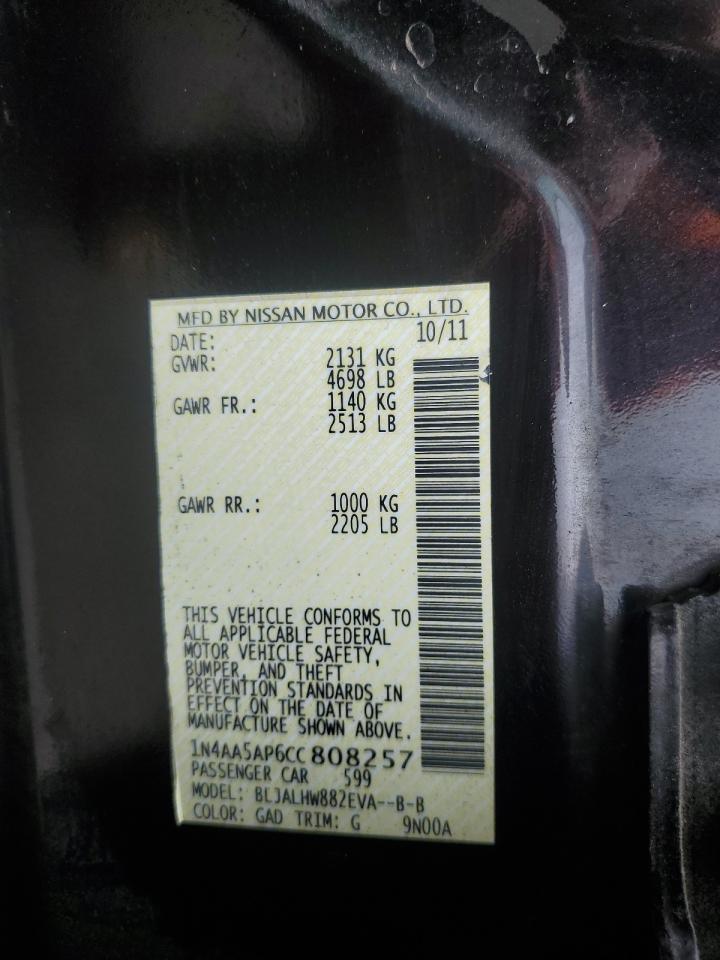 MFD BY NISSAN MOTOR CO., LTD.
DATE: 10/11
GVWR: 2131 KG
4698 LB
GAWR FR.: 1140 KG
2513 LB
GAWR RR.: 1000 KG
2205 LB
THIS VEHICLE CONFORMS TO
ALL APPLICABLE FEDERAL
MOTOR VEHICLE SAFETY,
BUMPER, AND THEFT
PREVENTION STANDARDS IN
EFFECT ON THE DATE OF
MANUFACTURE SHOWN ABOVE.
1N4AA5AP6CC808257
PASSENGER CAR 599
MODEL: BLJALHW882EVA--B-B
COLOR: GAD TRIM: G 9N00A